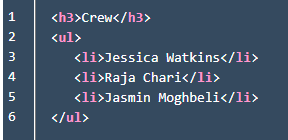 1 <h3>Crew</h3>
2 <ul>
3 <li>Jessica Watkins</li>
4 <li>Raja Chari</li>
5 <li>Jasmin Moghbeli</li>
6 </ul>